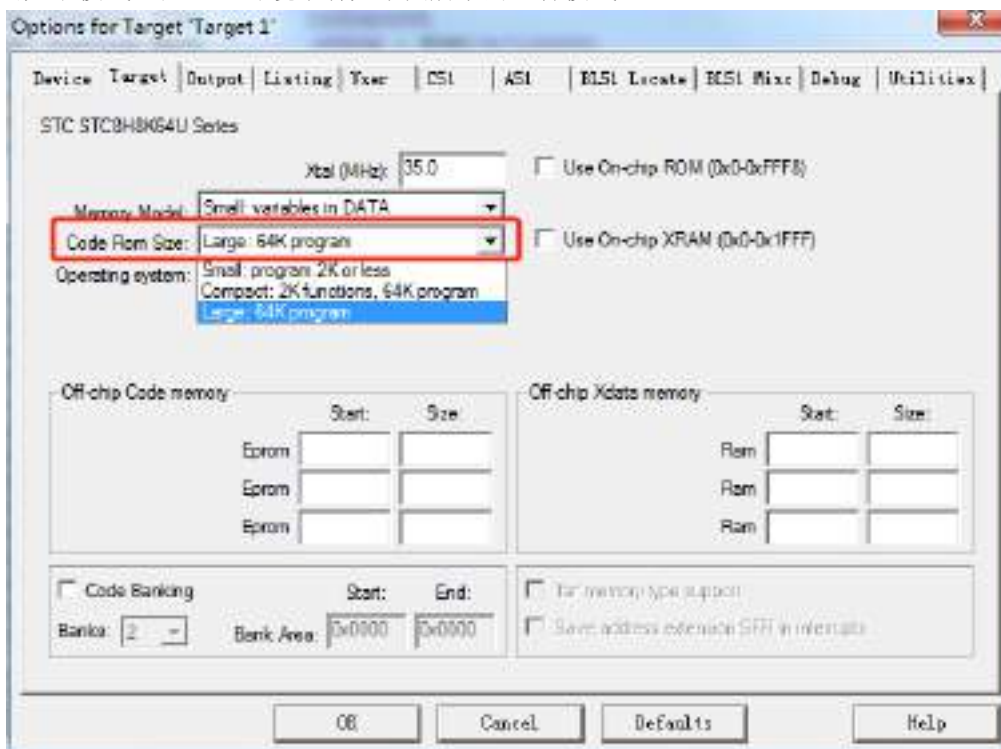 Options for Target 'Target 1'
Device Target Output Listing User C51 A51 BL51 Locate BL51 Misc Debug Utilities
STC STC8H8K64U Series
Xtal (MHz): 35.0
Use On-chip ROM (0x0-0xFFF8)
Memory Model: Small: variables in DATA
Code Rom Size: Large: 64K program
Use On-chip XRAM (0x0-0x1FFF)
Operating system:
Small: program 2K or less
Compact: 2K functions, 64K program
Large: 64K program
Off-chip Code memory
Start: Size:
Eprom
Eprom
Eprom
Off-chip Xdata memory
Start: Size:
Ram
Ram
Ram
Code Banking Start: End:
Banks: 2 Bank Area: 0x0000 0x0000
'far' memory type support
Save address extension SFR in interrupts
OK Cancel Defaults Help